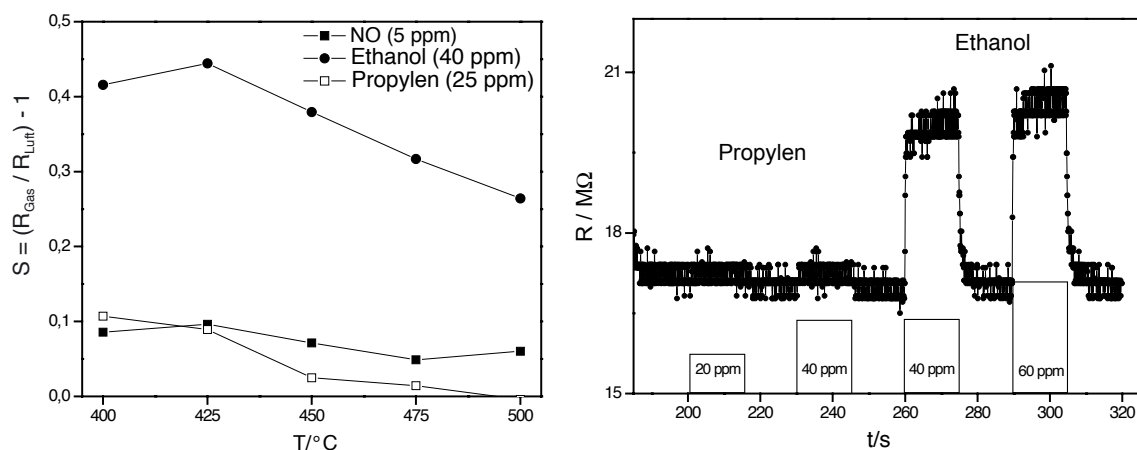 0,5
0,4
0,3
0,2
0,1
0,0
S = (R_Gas / R_Luft) - 1
NO (5 ppm)
Ethanol (40 ppm)
Propylen (25 ppm)
400 425 450 475 500
T/°C
21
18
15
R / MΩ
Ethanol
Propylen
20 ppm 40 ppm 40 ppm 60 ppm
200 220 240 260 280 300 320
t/s